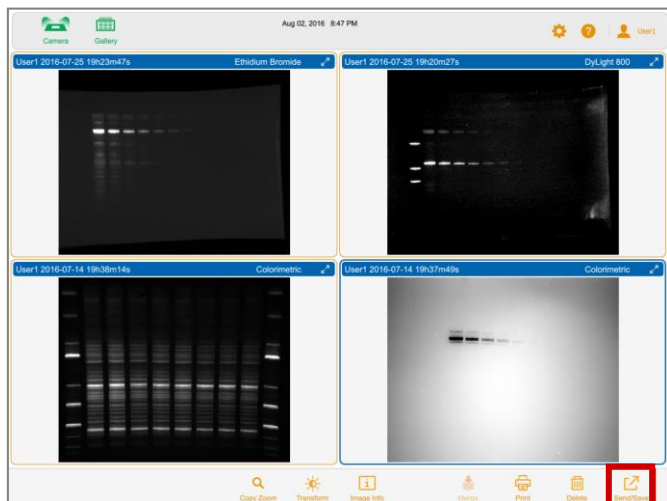 Aug 02, 2016 8:47 PM
Camera
Gallery
User1
User1 2016-07-25 19h23m47s Ethidium Bromide
User1 2016-07-25 19h20m27s DyLight 800
User1 2016-07-14 19h38m14s Colorimetric
User1 2016-07-14 19h37m49s Colorimetric
Copy Zoom
Transform
Image Info
Merge
Print
Delete
Send/Save